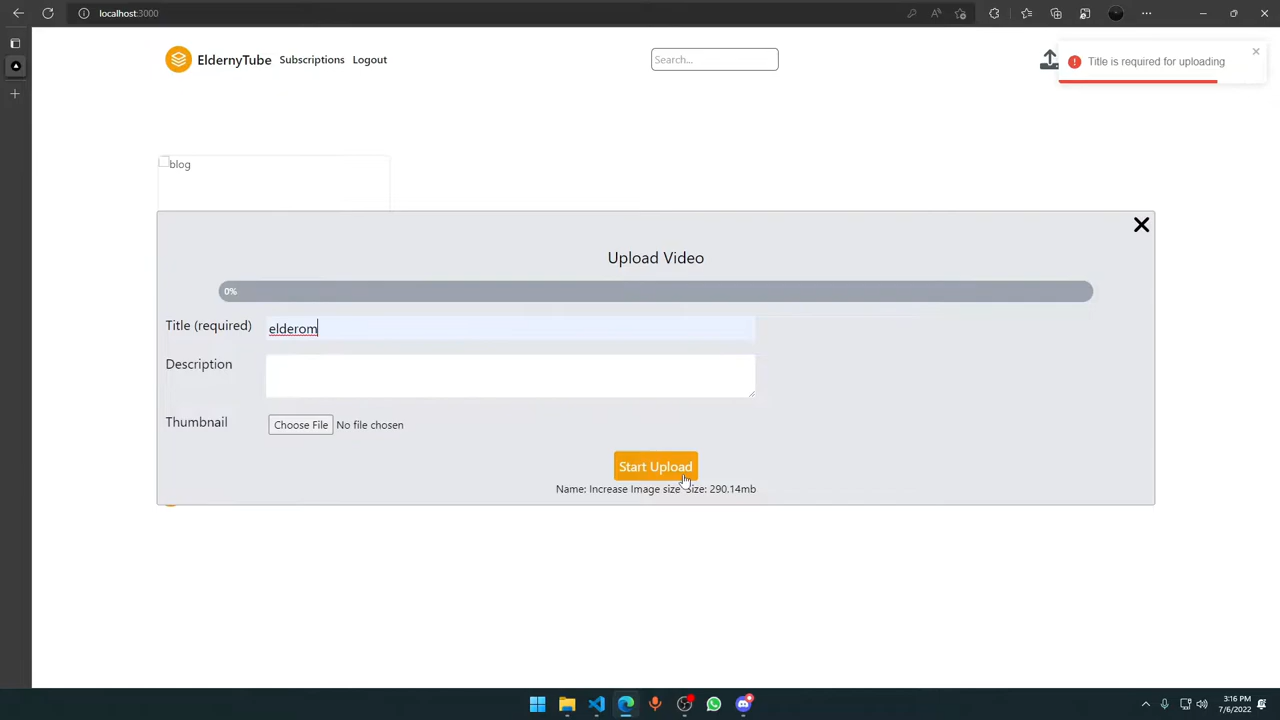 localhost:3000
EldernyTube Subscriptions Logout
Search...
Title is required for uploading
blog
Upload Video
0%
Title (required)
elderom
Description
Thumbnail
Choose File No file chosen
Start Upload
Name: Increase Image size Size: 290.14mb
3:16 PM
7/6/2022